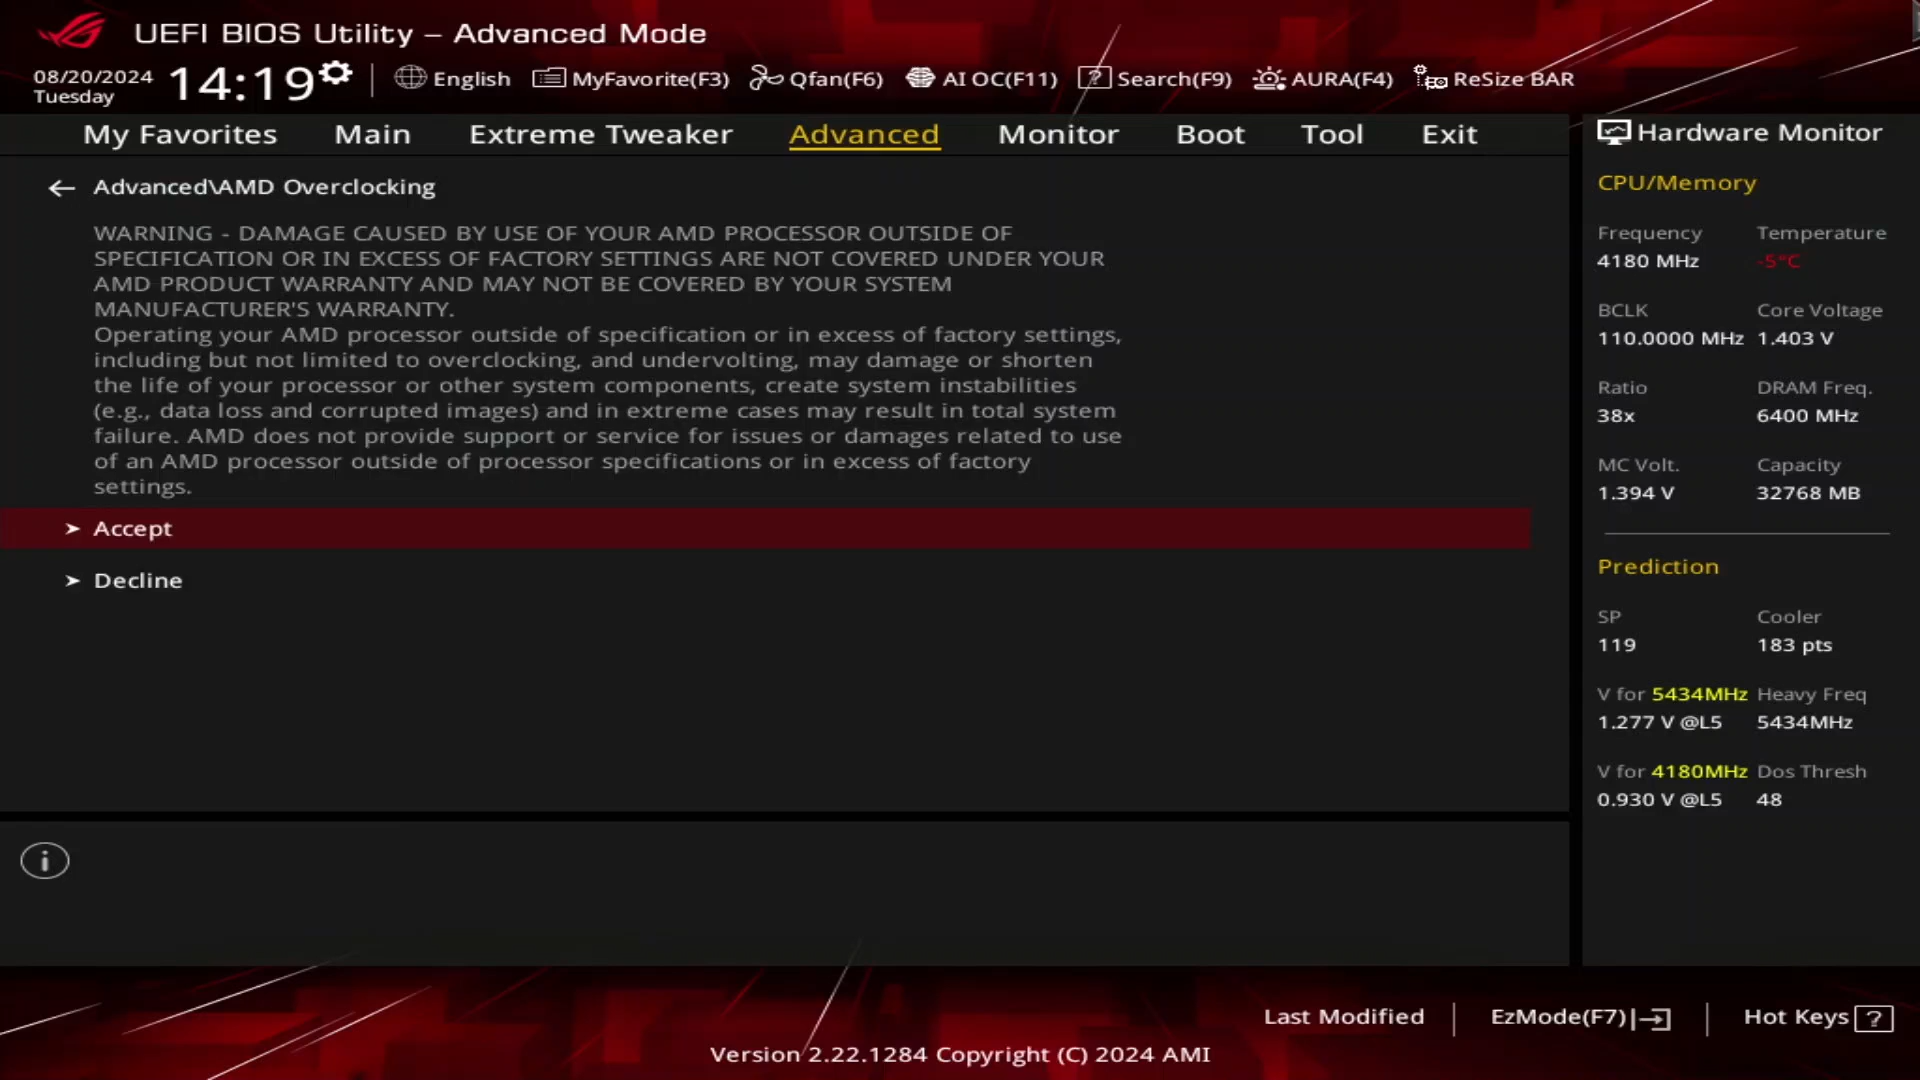 UEFI BIOS Utility – Advanced Mode
08/20/2024
Tuesday
14:19
English
MyFavorite(F3)
Qfan(F6)
AI OC(F11)
Search(F9)
AURA(F4)
ReSize BAR
My Favorites
Main
Extreme Tweaker
Advanced
Monitor
Boot
Tool
Exit
Advanced\AMD Overclocking
WARNING - DAMAGE CAUSED BY USE OF YOUR AMD PROCESSOR OUTSIDE OF
SPECIFICATION OR IN EXCESS OF FACTORY SETTINGS ARE NOT COVERED UNDER YOUR
AMD PRODUCT WARRANTY AND MAY NOT BE COVERED BY YOUR SYSTEM
MANUFACTURER'S WARRANTY.
Operating your AMD processor outside of specification or in excess of factory settings,
including but not limited to overclocking, and undervolting, may damage or shorten
the life of your processor or other system components, create system instabilities
(e.g., data loss and corrupted images) and in extreme cases may result in total system
failure. AMD does not provide support or service for issues or damages related to use
of an AMD processor outside of processor specifications or in excess of factory
settings.
Accept
Decline
Hardware Monitor
CPU/Memory
Frequency Temperature
4180 MHz -5°C
BCLK Core Voltage
110.0000 MHz 1.403 V
Ratio DRAM Freq.
38x 6400 MHz
MC Volt. Capacity
1.394 V 32768 MB
Prediction
SP Cooler
119 183 pts
V for 5434MHz Heavy Freq
1.277 V @L5 5434MHz
V for 4180MHz Dos Thresh
0.930 V @L5 48
Last Modified
EzMode(F7)
Hot Keys ?
Version 2.22.1284 Copyright (C) 2024 AMI